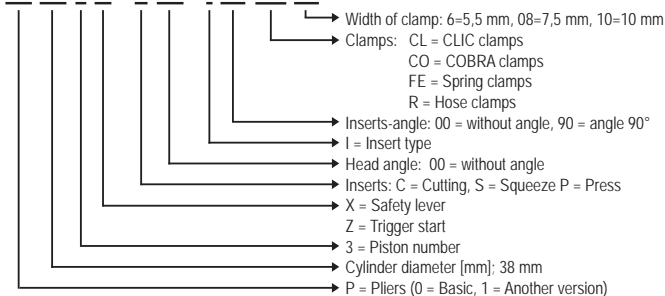 Width of clamp: 6=5,5 mm, 08=7,5 mm, 10=10 mm
Clamps: CL = CLIC clamps
CO = COBRA clamps
FE = Spring clamps
R = Hose clamps
Inserts-angle: 00 = without angle, 90 = angle 90°
I = Insert type
Head angle: 00 = without angle
Inserts: C = Cutting, S = Squeeze P = Press
X = Safety lever
Z = Trigger start
3 = Piston number
Cylinder diameter [mm]; 38 mm
P = Pliers (0 = Basic, 1 = Another version)